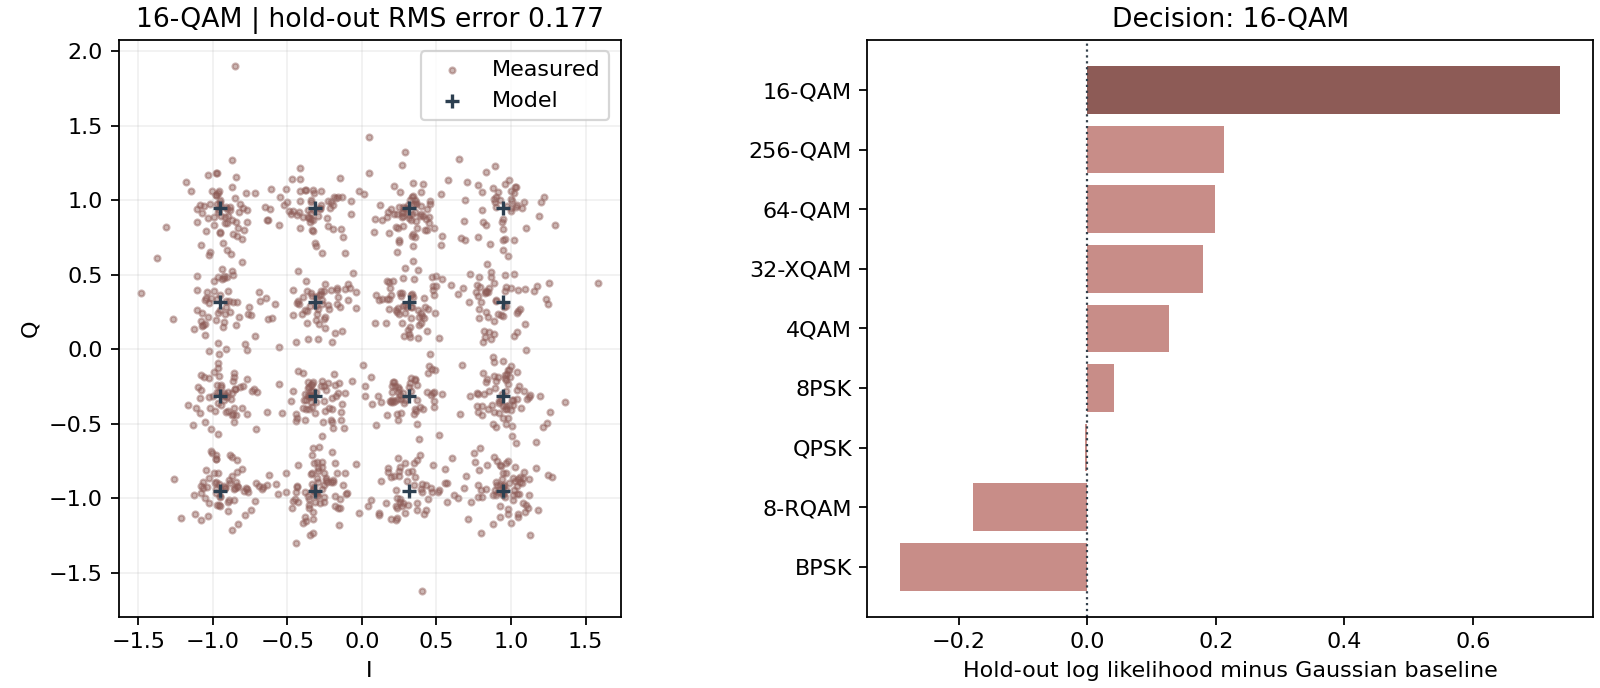 16-QAM | hold-out RMS error 0.177
Measured
Model
2.0
1.5
1.0
0.5
0.0
−0.5
−1.0
−1.5
Q
−1.5
−1.0
−0.5
0.0
0.5
1.0
1.5
I
Decision: 16-QAM
16-QAM
256-QAM
64-QAM
32-XQAM
4QAM
8PSK
QPSK
8-RQAM
BPSK
−0.2
0.0
0.2
0.4
0.6
Hold-out log likelihood minus Gaussian baseline